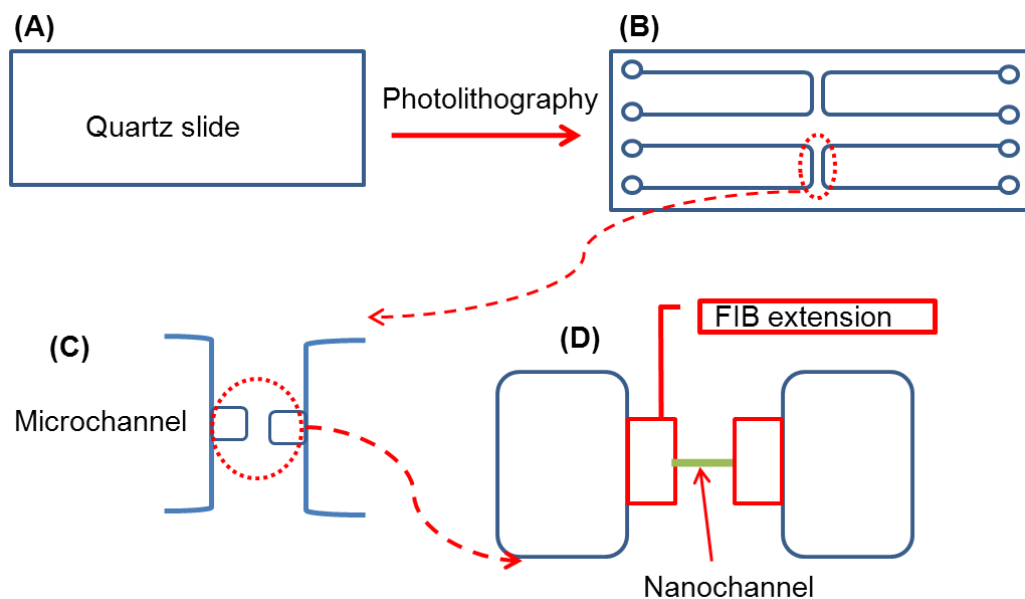 (A)
(B)
Quartz slide
Photolithography
(C)
Microchannel
(D)
FIB extension
Nanochannel